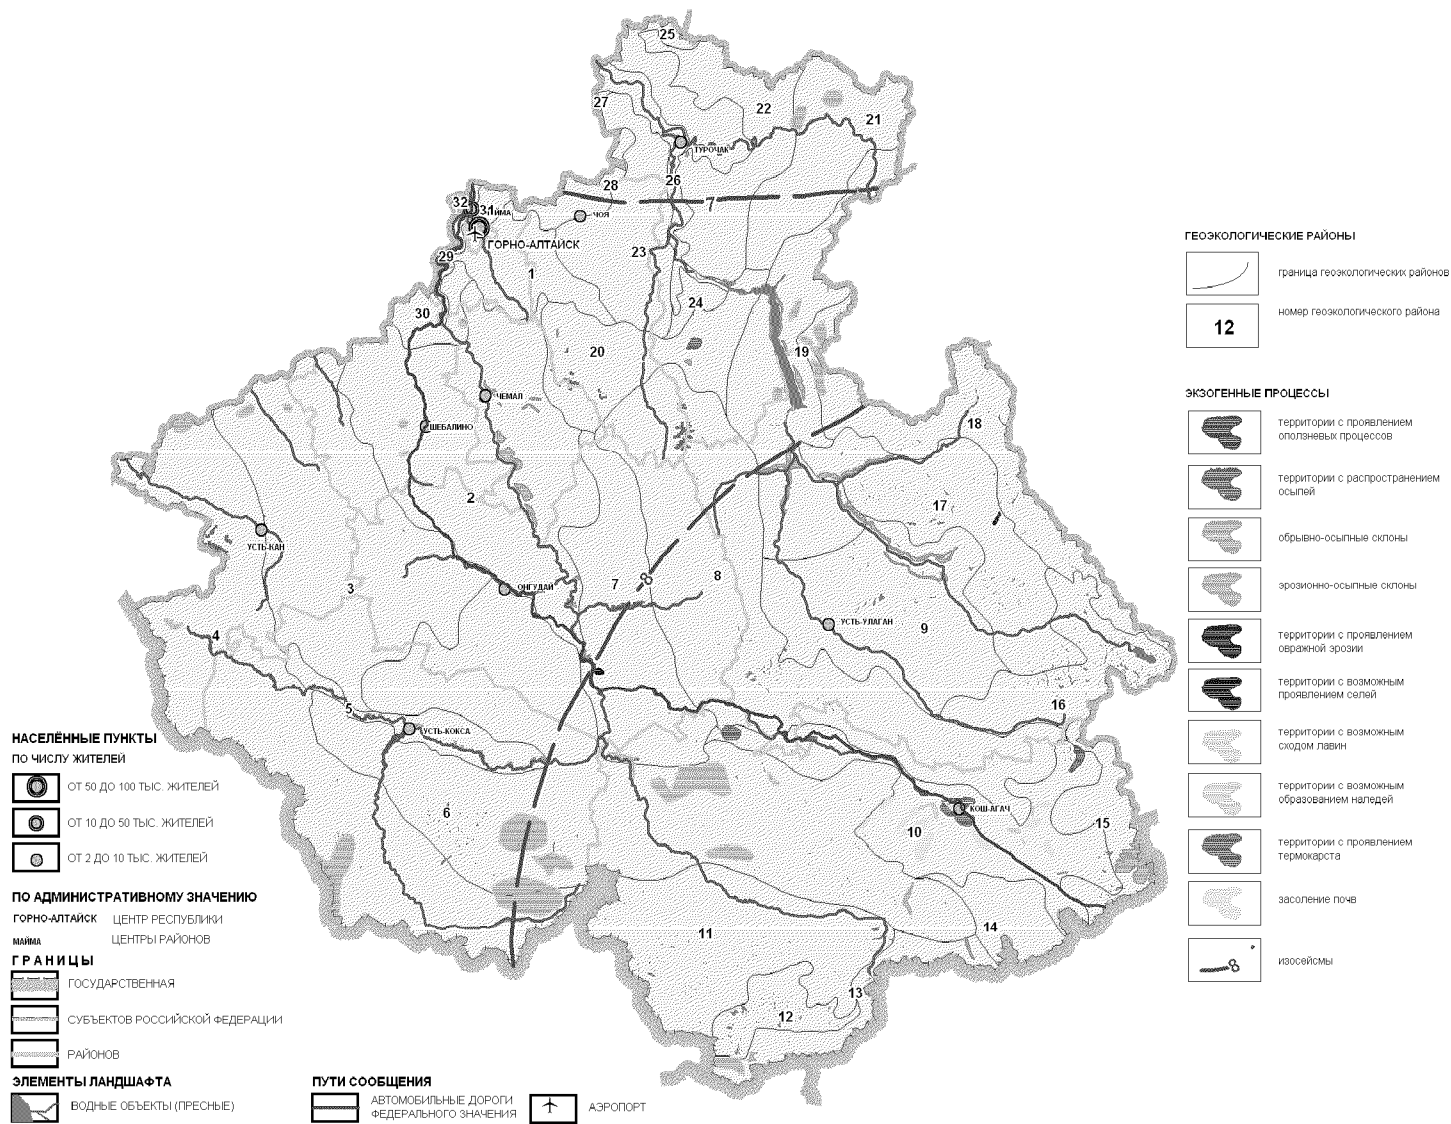 25
27
22
21
ТУРОЧАК
26
28
7
32
31
МАЙМА
ЧОЯ
ГОРНО-АЛТАЙСК
29
23
1
30
24
20
19
ЧЕМАЛ
ШЕБАЛИНО
18
2
17
УСТЬ-КАН
3
ОНГУДАЙ
7
8
8
УСТЬ-УЛАГАН
9
4
5
УСТЬ-КОКСА
16
6
КОШ-АГАЧ
10
15
11
14
13
12
ГЕОЭКОЛОГИЧЕСКИЕ РАЙОНЫ
граница геоэкологических районов
12
номер геоэкологического района
ЭКЗОГЕННЫЕ ПРОЦЕССЫ
территории с проявлением
оползневых процессов
территории с распространением
осыпей
обрывно-осыпные склоны
эрозионно-осыпные склоны
территории с проявлением
овражной эрозии
территории с возможным
проявлением селей
территории с возможным
сходом лавин
территории с возможным
образованием наледей
территории с проявлением
термокарста
засоление почв
8
изосейсмы
НАСЕЛЁННЫЕ ПУНКТЫ
ПО ЧИСЛУ ЖИТЕЛЕЙ
ОТ 50 ДО 100 ТЫС. ЖИТЕЛЕЙ
ОТ 10 ДО 50 ТЫС. ЖИТЕЛЕЙ
ОТ 2 ДО 10 ТЫС. ЖИТЕЛЕЙ
ПО АДМИНИСТРАТИВНОМУ ЗНАЧЕНИЮ
ГОРНО-АЛТАЙСК ЦЕНТР РЕСПУБЛИКИ
МАЙМА ЦЕНТРЫ РАЙОНОВ
ГРАНИЦЫ
ГОСУДАРСТВЕННАЯ
СУБЪЕКТОВ РОССИЙСКОЙ ФЕДЕРАЦИИ
РАЙОНОВ
ЭЛЕМЕНТЫ ЛАНДШАФТА
ВОДНЫЕ ОБЪЕКТЫ (ПРЕСНЫЕ)
ПУТИ СООБЩЕНИЯ
АВТОМОБИЛЬНЫЕ ДОРОГИ
ФЕДЕРАЛЬНОГО ЗНАЧЕНИЯ
АЭРОПОРТ